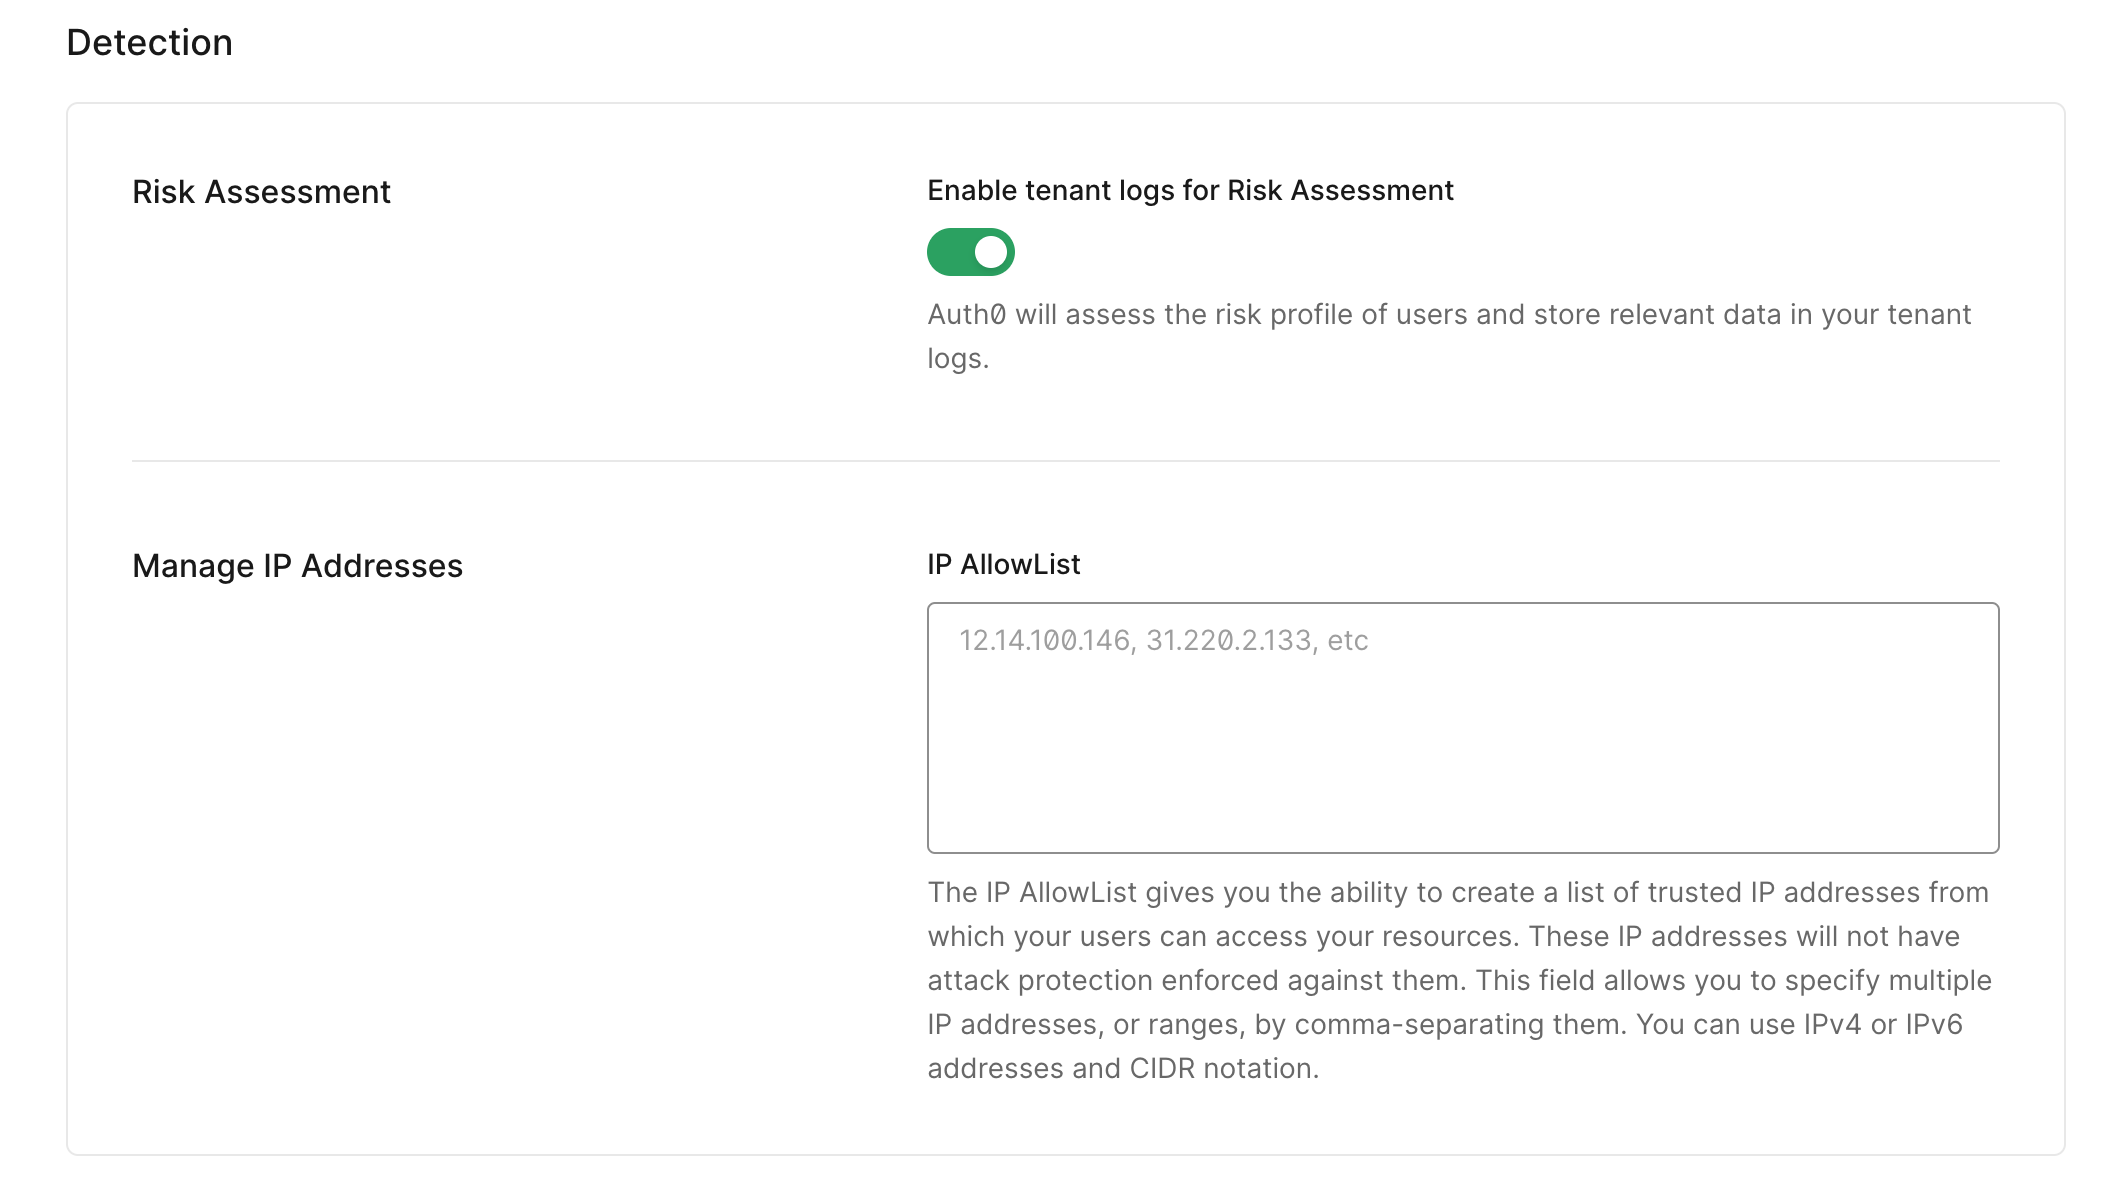 Detection
Risk Assessment
Enable tenant logs for Risk Assessment
Auth0 will assess the risk profile of users and store relevant data in your tenant
logs.
Manage IP Addresses
IP AllowList
12.14.100.146, 31.220.2.133, etc
The IP AllowList gives you the ability to create a list of trusted IP addresses from
which your users can access your resources. These IP addresses will not have
attack protection enforced against them. This field allows you to specify multiple
IP addresses, or ranges, by comma-separating them. You can use IPv4 or IPv6
addresses and CIDR notation.